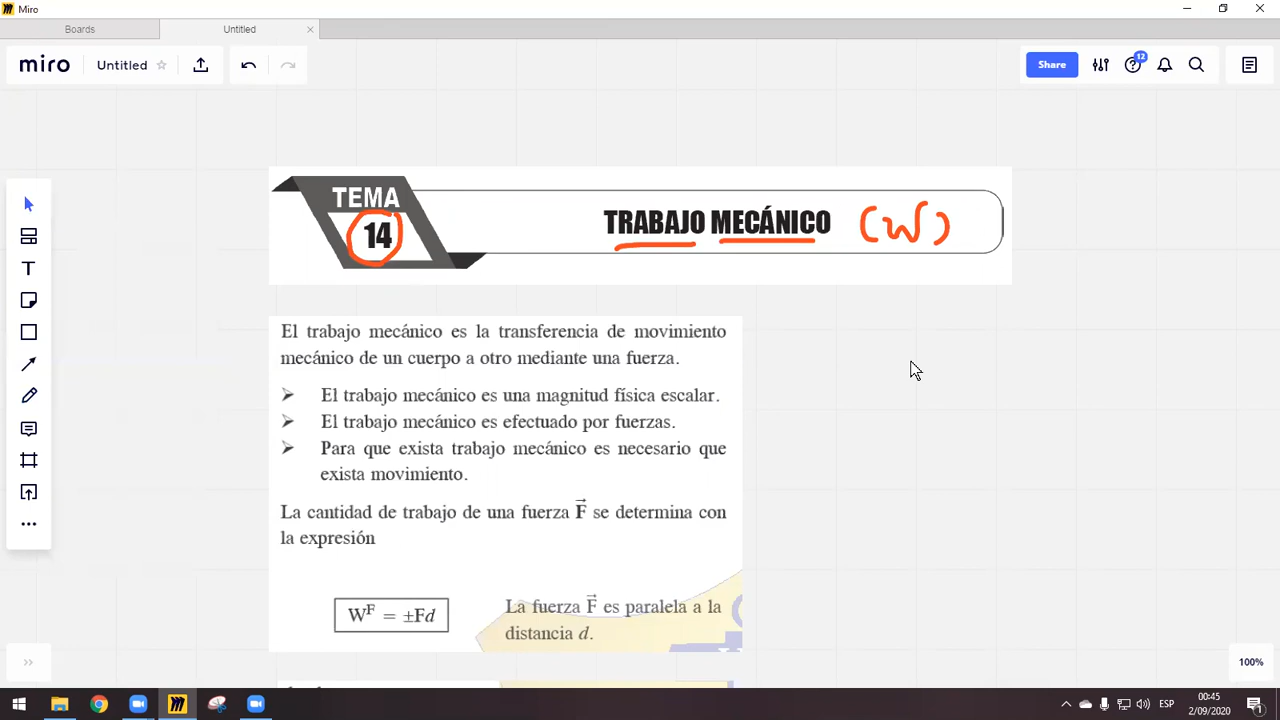 Miro
Boards
Untitled
miro
Untitled
12
Share
TEMA
14
TRABAJO MECÁNICO (W)
El trabajo mecánico es la transferencia de movimiento
mecánico de un cuerpo a otro mediante una fuerza.
➤ El trabajo mecánico es una magnitud física escalar.
➤ El trabajo mecánico es efectuado por fuerzas.
➤ Para que exista trabajo mecánico es necesario que
exista movimiento.
La cantidad de trabajo de una fuerza F⃗ se determina con
la expresión
Wᶠ = ±Fd
La fuerza F⃗ es paralela a la
distancia d.
100%
ESP
00:45
2/09/2020
1